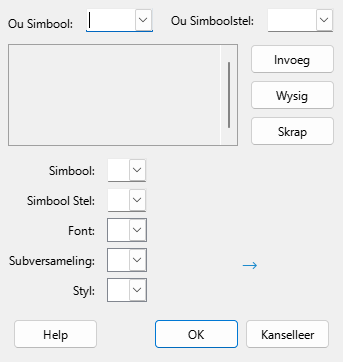 Ou Simbool: Ou Simboolstel:
Invoeg
Wysig
Skrap
Simbool:
Simbool Stel:
Font:
Subversameling:
Styl:
Help OK Kanselleer